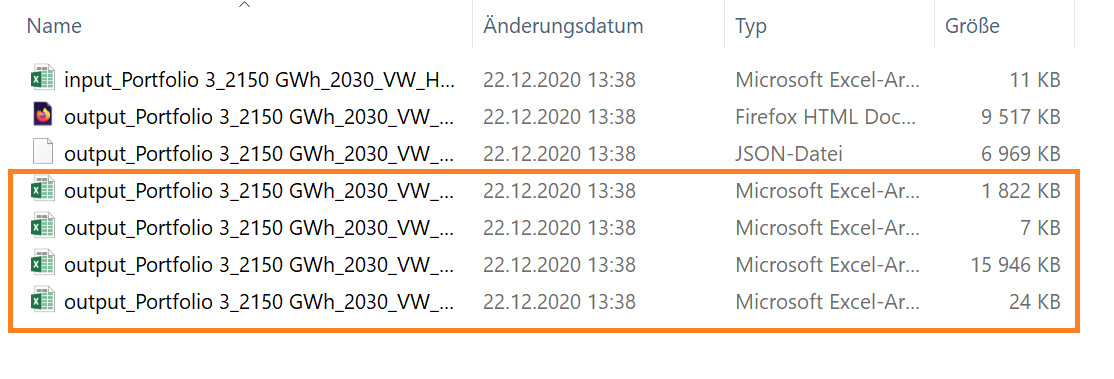 Name Änderungsdatum Typ Größe
input_Portfolio 3_2150 GWh_2030_VW_H... 22.12.2020 13:38 Microsoft Excel-Ar... 11 KB
output_Portfolio 3_2150 GWh_2030_VW_... 22.12.2020 13:38 Firefox HTML Doc... 9 517 KB
output_Portfolio 3_2150 GWh_2030_VW_... 22.12.2020 13:38 JSON-Datei 6 969 KB
output_Portfolio 3_2150 GWh_2030_VW_... 22.12.2020 13:38 Microsoft Excel-Ar... 1 822 KB
output_Portfolio 3_2150 GWh_2030_VW_... 22.12.2020 13:38 Microsoft Excel-Ar... 7 KB
output_Portfolio 3_2150 GWh_2030_VW_... 22.12.2020 13:38 Microsoft Excel-Ar... 15 946 KB
output_Portfolio 3_2150 GWh_2030_VW_... 22.12.2020 13:38 Microsoft Excel-Ar... 24 KB